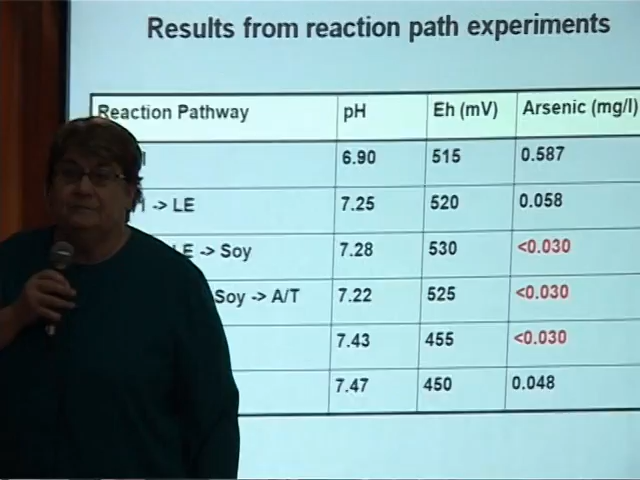 Results from reaction path experiments
Reaction Pathway pH Eh (mV) Arsenic (mg/l)
6.90 515 0.587
-> LE 7.25 520 0.058
LE -> Soy 7.28 530 <0.030
Soy -> A/T 7.22 525 <0.030
7.43 455 <0.030
7.47 450 0.048